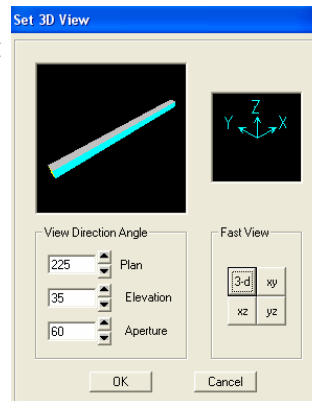 Set 3D View
Z
Y X
View Direction Angle
225 Plan
35 Elevation
60 Aperture
Fast View
3-d xy
xz yz
OK Cancel